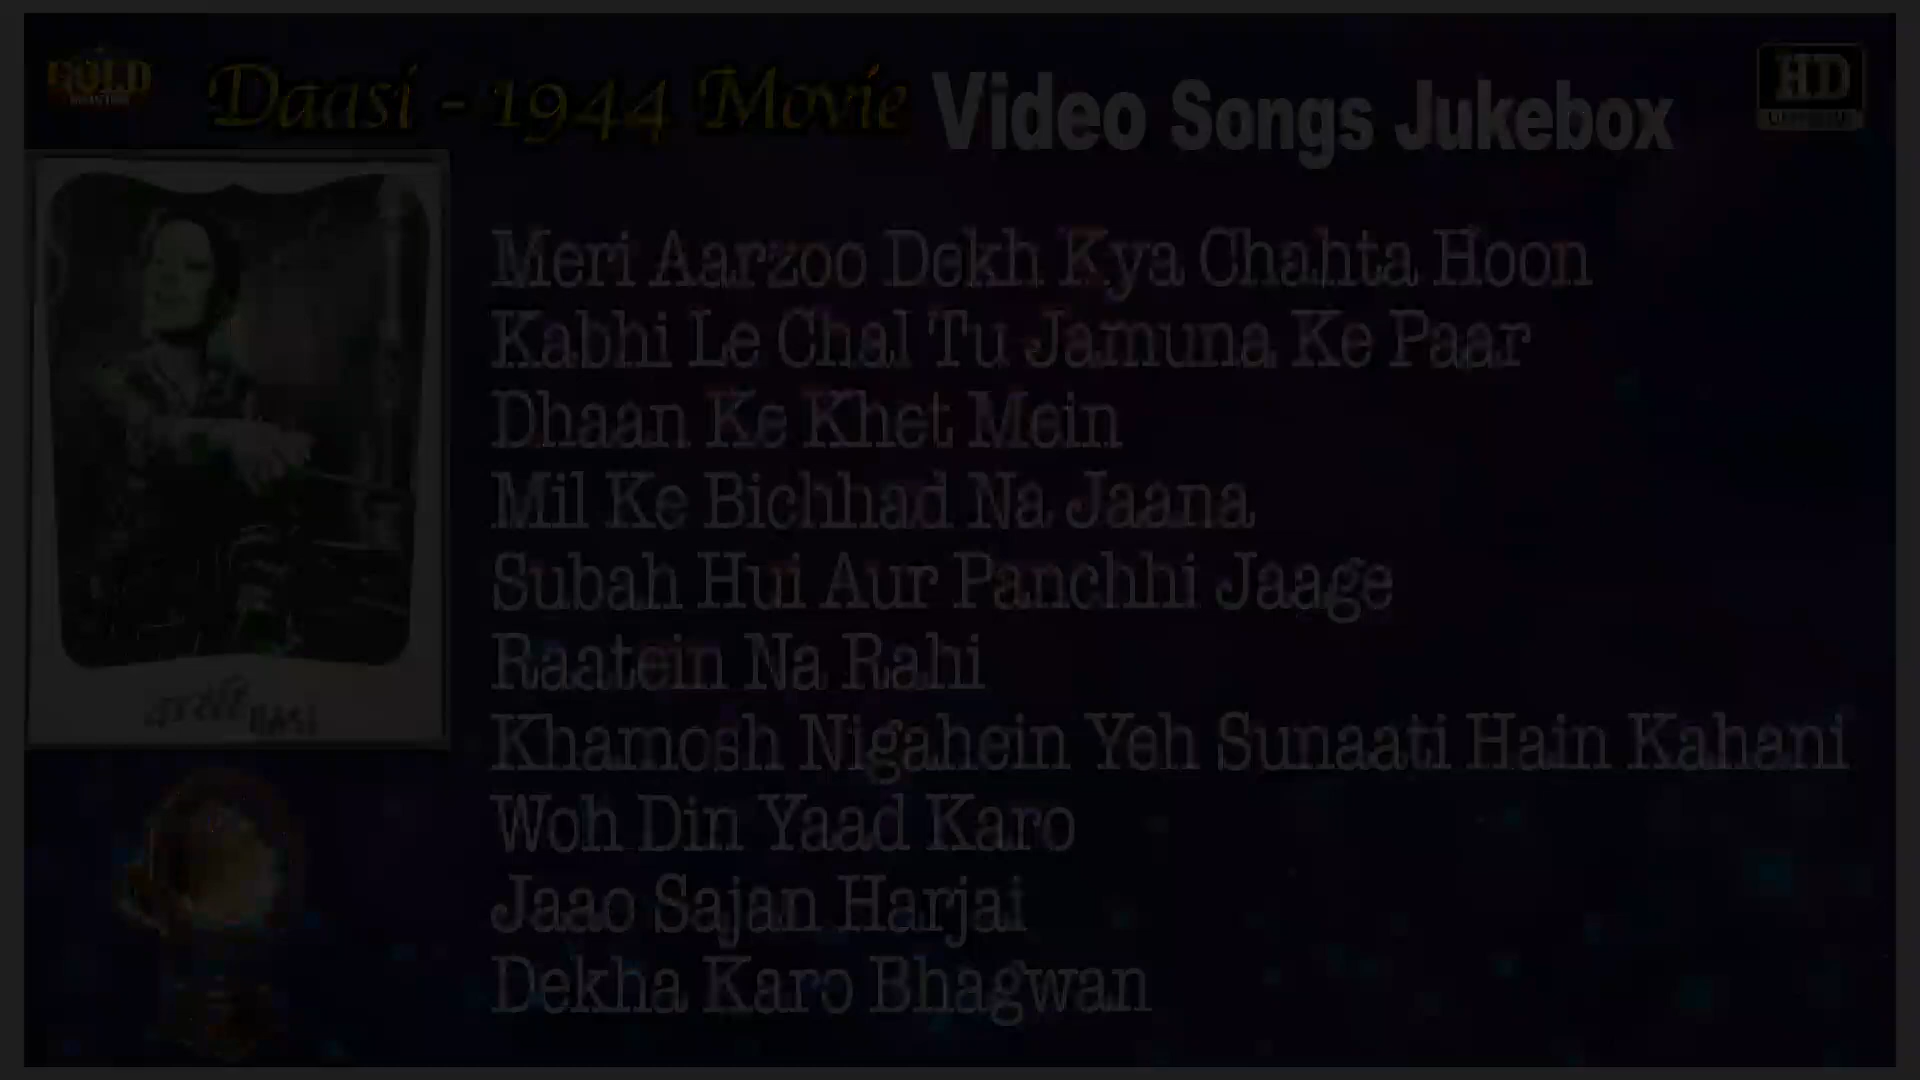 GOLD
Daasi - 1944 Movie Video Songs Jukebox
HD
Meri Aarzoo Dekh Kya Chahta Hoon
Kabhi Le Chal Tu Jamuna Ke Paar
Dhaan Ke Khet Mein
Mil Ke Bichhad Na Jaana
Subah Hui Aur Panchhi Jaage
Raatein Na Rahi
Khamosh Nigahein Yeh Sunaati Hain Kahani
Woh Din Yaad Karo
Jaao Sajan Harjai
Dekha Karo Bhagwan
DASI